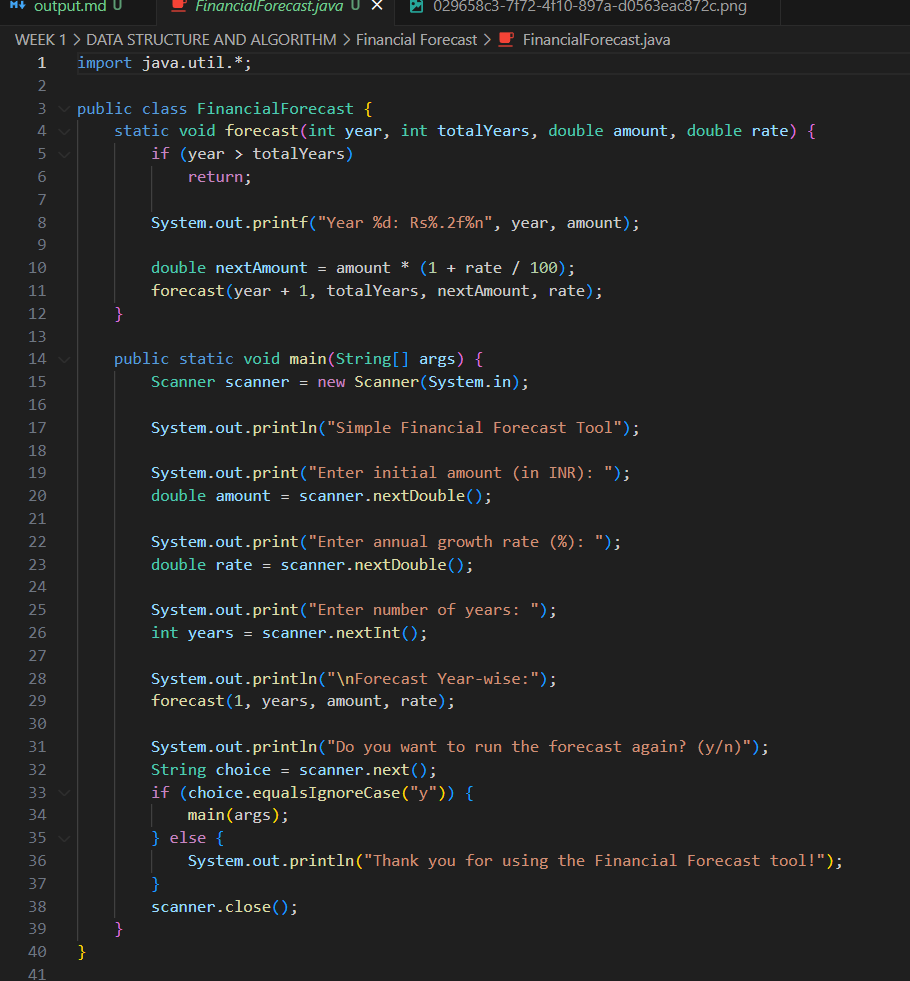 output.md U FinancialForecast.java U × 029658c3-7f72-4f10-897a-d0563eac872c.png
WEEK 1 > DATA STRUCTURE AND ALGORITHM > Financial Forecast > FinancialForecast.java
1 import java.util.*;
2
3 public class FinancialForecast {
4     static void forecast(int year, int totalYears, double amount, double rate) {
5         if (year > totalYears)
6             return;
7
8         System.out.printf("Year %d: Rs%.2f%n", year, amount);
9
10         double nextAmount = amount * (1 + rate / 100);
11         forecast(year + 1, totalYears, nextAmount, rate);
12     }
13
14     public static void main(String[] args) {
15         Scanner scanner = new Scanner(System.in);
16
17         System.out.println("Simple Financial Forecast Tool");
18
19         System.out.print("Enter initial amount (in INR): ");
20         double amount = scanner.nextDouble();
21
22         System.out.print("Enter annual growth rate (%): ");
23         double rate = scanner.nextDouble();
24
25         System.out.print("Enter number of years: ");
26         int years = scanner.nextInt();
27
28         System.out.println("\nForecast Year-wise:");
29         forecast(1, years, amount, rate);
30
31         System.out.println("Do you want to run the forecast again? (y/n)");
32         String choice = scanner.next();
33         if (choice.equalsIgnoreCase("y")) {
34             main(args);
35         } else {
36             System.out.println("Thank you for using the Financial Forecast tool!");
37         }
38         scanner.close();
39     }
40 }
41